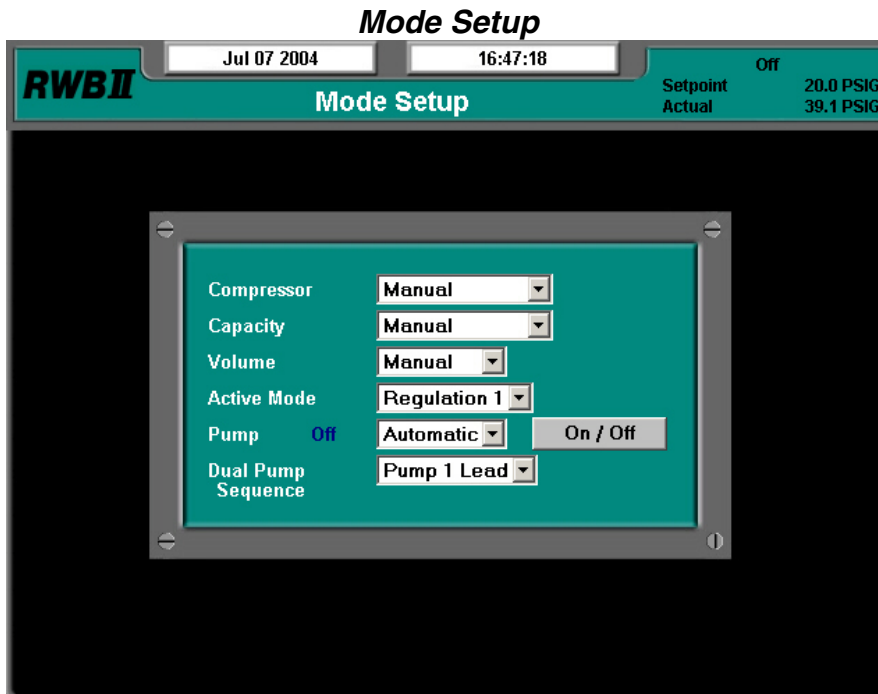 Mode Setup
Jul 07 2004 16:47:18
Off
RWBII
Mode Setup
Setpoint 20.0 PSIG
Actual 39.1 PSIG
Compressor Manual
Capacity Manual
Volume Manual
Active Mode Regulation 1
Pump Off Automatic On / Off
Dual Pump Pump 1 Lead
Sequence